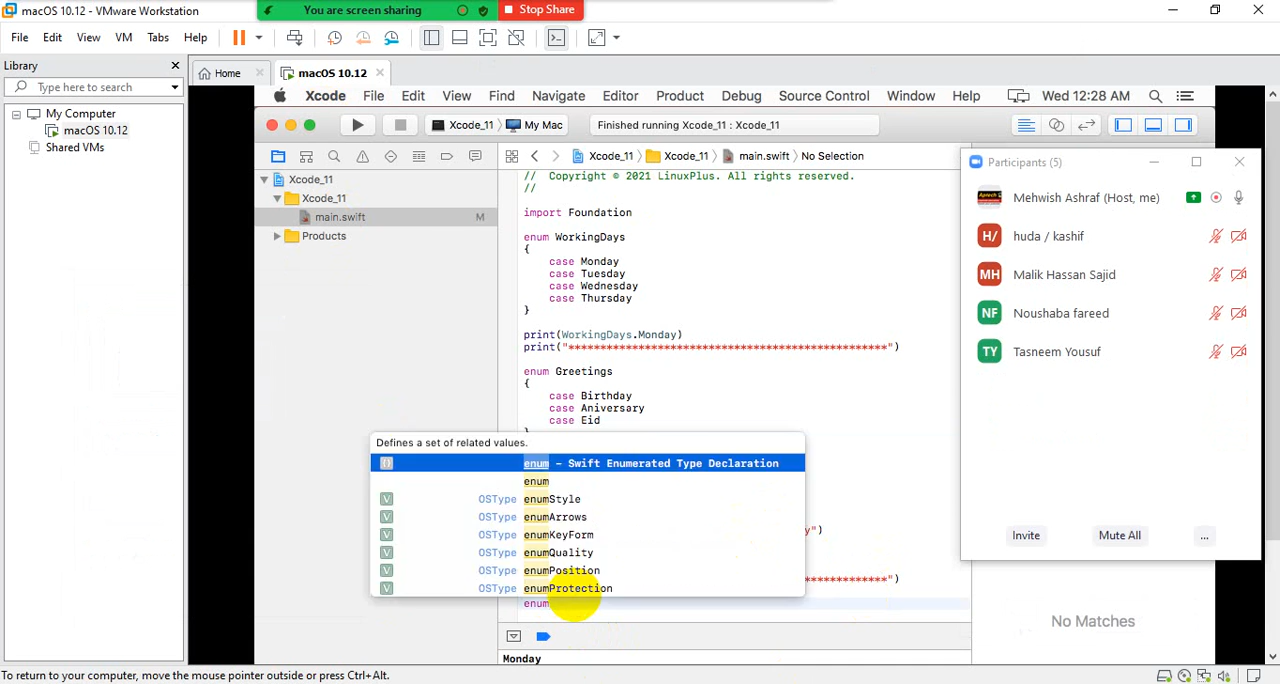 macOS 10.12 - VMware Workstation
You are screen sharing
Stop Share
File Edit View VM Tabs Help
Library
Type here to search
My Computer
macOS 10.12
Shared VMs
Home
macOS 10.12
Xcode File Edit View Find Navigate Editor Product Debug Source Control Window Help Wed 12:28 AM
Xcode_11 My Mac
Finished running Xcode_11 : Xcode_11
Xcode_11
Xcode_11
main.swift M
Products
Xcode_11 Xcode_11 main.swift No Selection
// Copyright © 2021 LinuxPlus. All rights reserved.
//
import Foundation
enum WorkingDays
{
case Monday
case Tuesday
case Wednesday
case Thursday
}
print(WorkingDays.Monday)
print("**************************************************")
enum Greetings
{
case Birthday
case Aniversary
case Eid
Defines a set of related values.
{} enum – Swift Enumerated Type Declaration
enum
V OSType enumStyle
V OSType enumArrows
V OSType enumKeyForm
V OSType enumQuality
V OSType enumPosition
V OSType enumProtection
y")
**************")
enum
Monday
Participants (5)
Mehwish Ashraf (Host, me)
H/ huda / kashif
MH Malik Hassan Sajid
NF Noushaba fareed
TY Tasneem Yousuf
Invite Mute All ...
No Matches
To return to your computer, move the mouse pointer outside or press Ctrl+Alt.